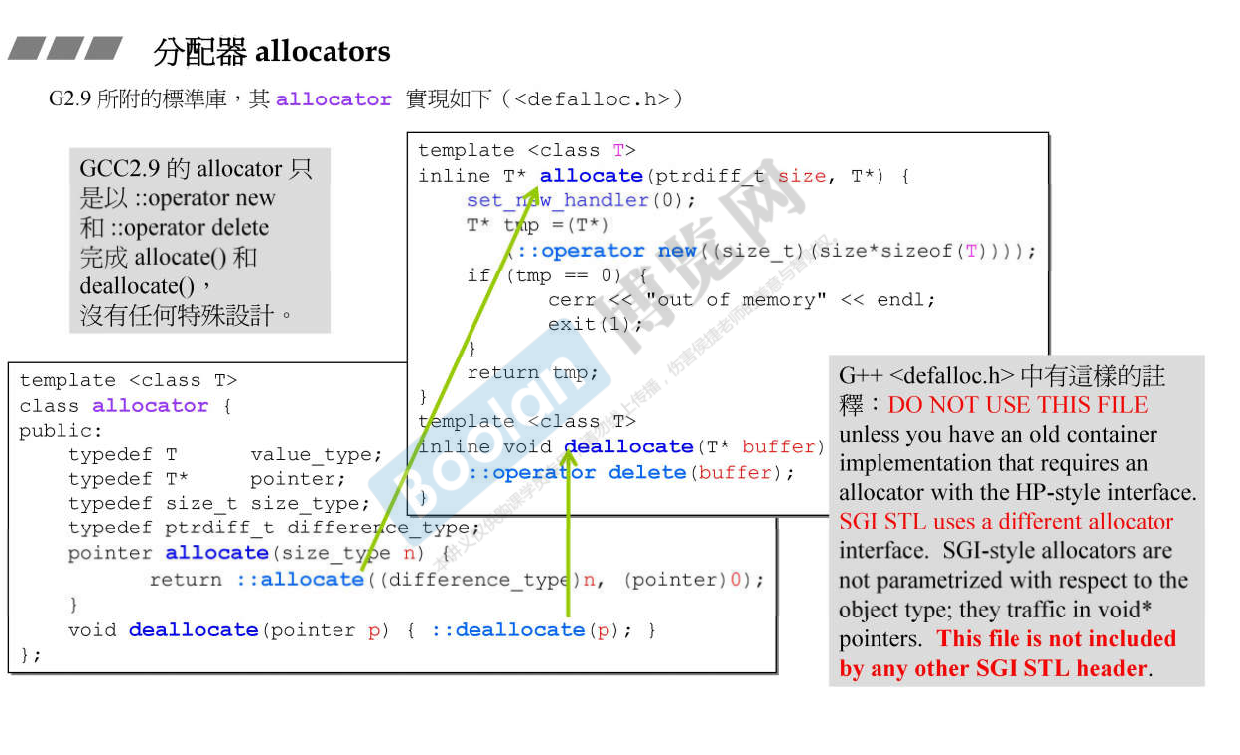 分配器 allocators
G2.9 所附的標準庫，其 allocator 實現如下（<defalloc.h>）
GCC2.9 的 allocator 只
是以 ::operator new
和 ::operator delete
完成 allocate() 和
deallocate()，
沒有任何特殊設計。
template <class T>
inline T* allocate(ptrdiff_t size, T*) {
set_new_handler(0);
T* tmp =(T*)
(::operator new((size_t)(size*sizeof(T))));
if (tmp == 0) {
cerr << "out of memory" << endl;
exit(1);
}
return tmp;
}
template <class T>
inline void deallocate(T* buffer)
::operator delete(buffer);
}
template <class T>
class allocator {
public:
typedef T value_type;
typedef T* pointer;
typedef size_t size_type;
typedef ptrdiff_t difference_type;
pointer allocate(size_type n) {
return ::allocate((difference_type)n, (pointer)0);
}
void deallocate(pointer p) { ::deallocate(p); }
};
G++ <defalloc.h> 中有這樣的註
釋：DO NOT USE THIS FILE
unless you have an old container
implementation that requires an
allocator with the HP-style interface.
SGI STL uses a different allocator
interface. SGI-style allocators are
not parametrized with respect to the
object type; they traffic in void*
pointers. This file is not included
by any other SGI STL header.
Boolan 博览网